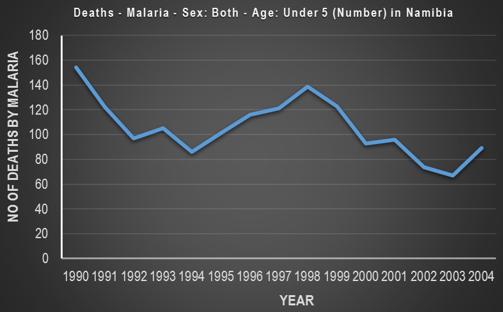 Deaths - Malaria - Sex: Both - Age: Under 5 (Number) in Namibia
NO OF DEATHS BY MALARIA
180
160
140
120
100
80
60
40
20
0
1990 1991 1992 1993 1994 1995 1996 1997 1998 1999 2000 2001 2002 2003 2004
YEAR